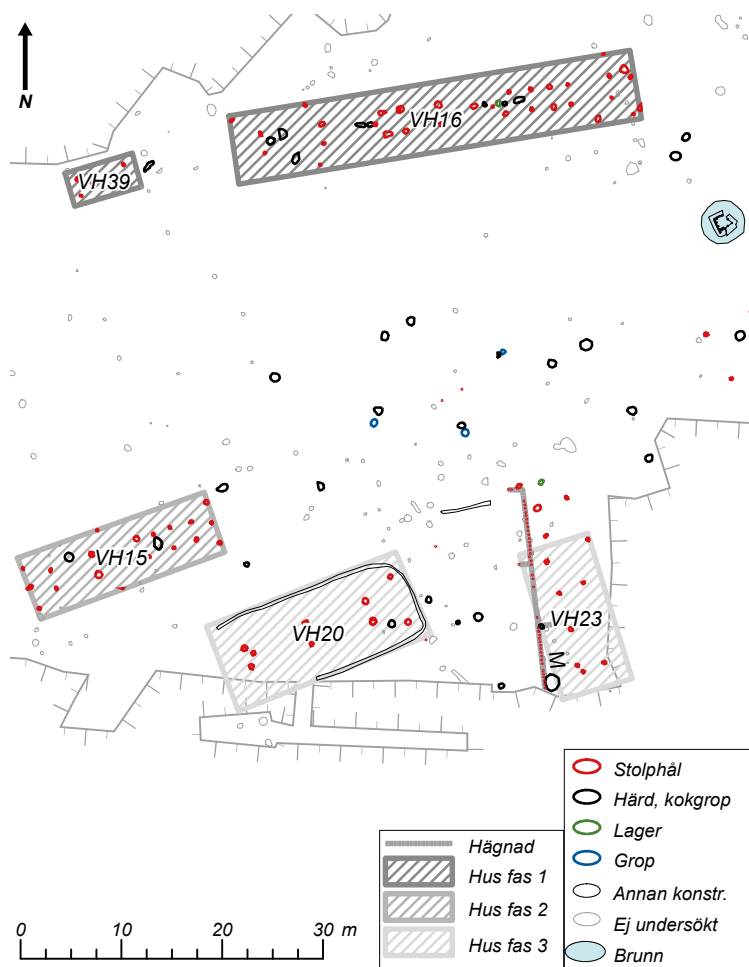 N
VH16
VH39
VH15
VH20
VH23
M
Stolphål
Härd, kokgrop
Lager
Grop
Annan konstr.
Ej undersökt
Brunn
Hägnad
Hus fas 1
Hus fas 2
Hus fas 3
0 10 20 30 m